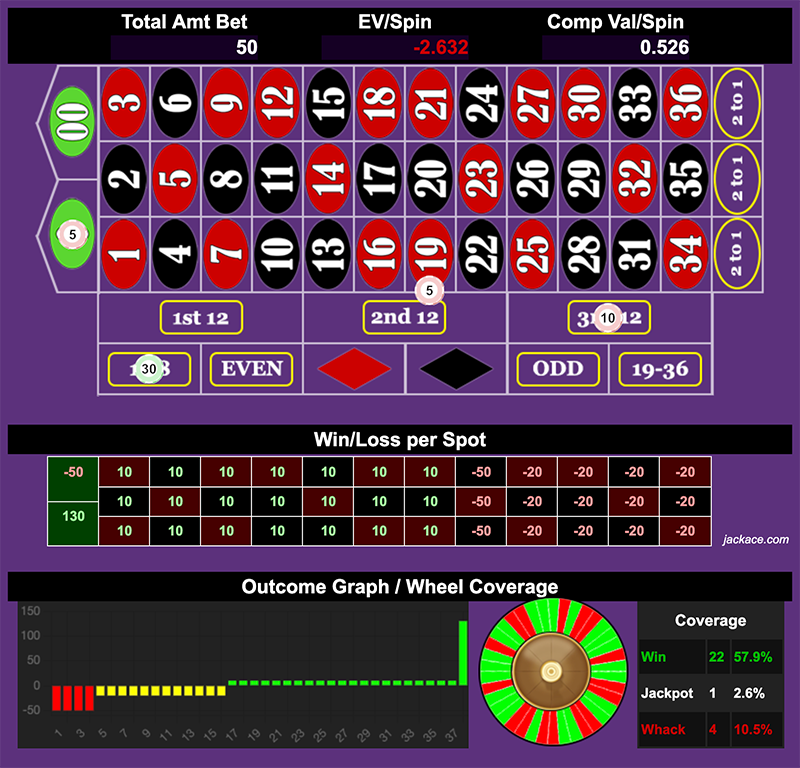 Total Amt Bet EV/Spin Comp Val/Spin
50 -2.632 0.526
00 3 6 9 12 15 18 21 24 27 30 33 36 2 to 1
2 5 8 11 14 17 20 23 26 29 32 35 2 to 1
5 1 4 7 10 13 16 19 22 25 28 31 34 2 to 1
5
1st 12 2nd 12 10 12
30 EVEN ODD 19-36
Win/Loss per Spot
-50 10 10 10 10 10 10 10 -50 -20 -20 -20 -20
130 10 10 10 10 10 10 10 -50 -20 -20 -20 -20
10 10 10 10 10 10 10 -50 -20 -20 -20 -20
jackace.com
Outcome Graph / Wheel Coverage
150
100
50
0
-50
1 3 5 7 9 11 13 15 17 19 21 23 25 27 29 31 33 35 37
Coverage
Win 22 57.9%
Jackpot 1 2.6%
Whack 4 10.5%